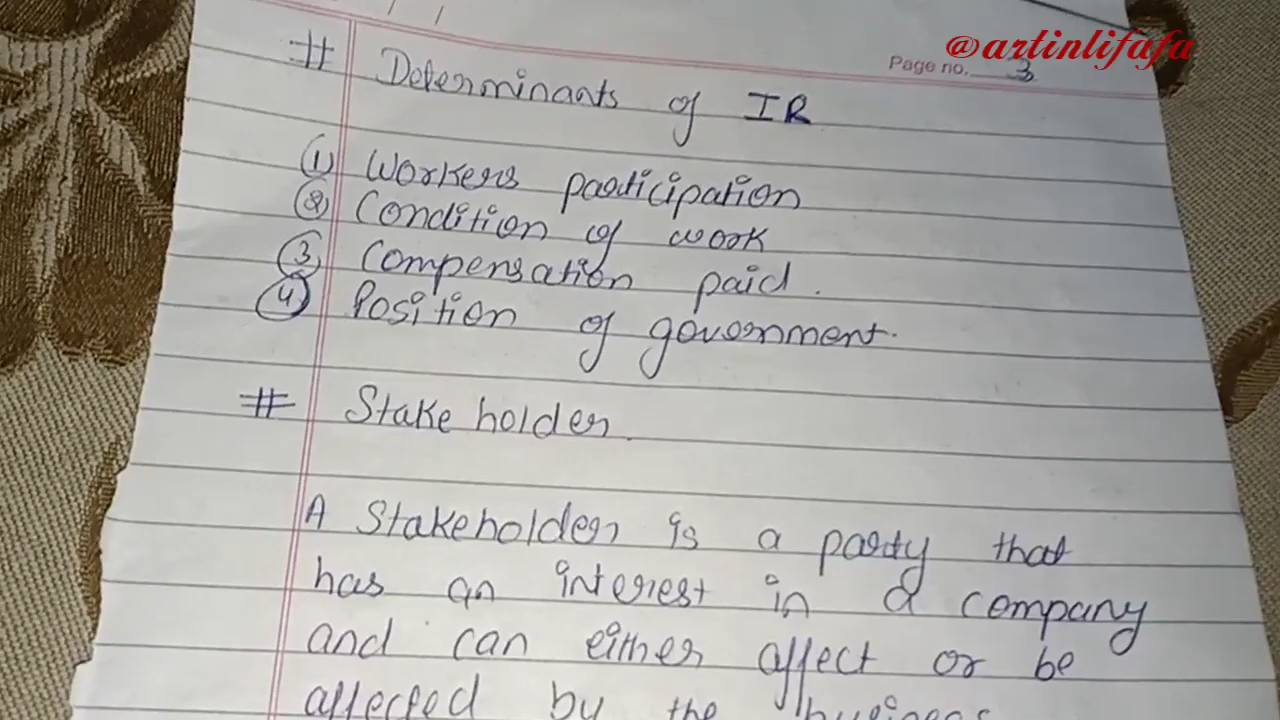 @artinlifafa
Page no. 3
# Determinants of IR
① Workers participation
② Condition of work
③ Compensation paid.
④ Position of government.
# Stake holder.
A Stakeholder is a party that
has an interest in a company
and can either affect or be
affected by the business